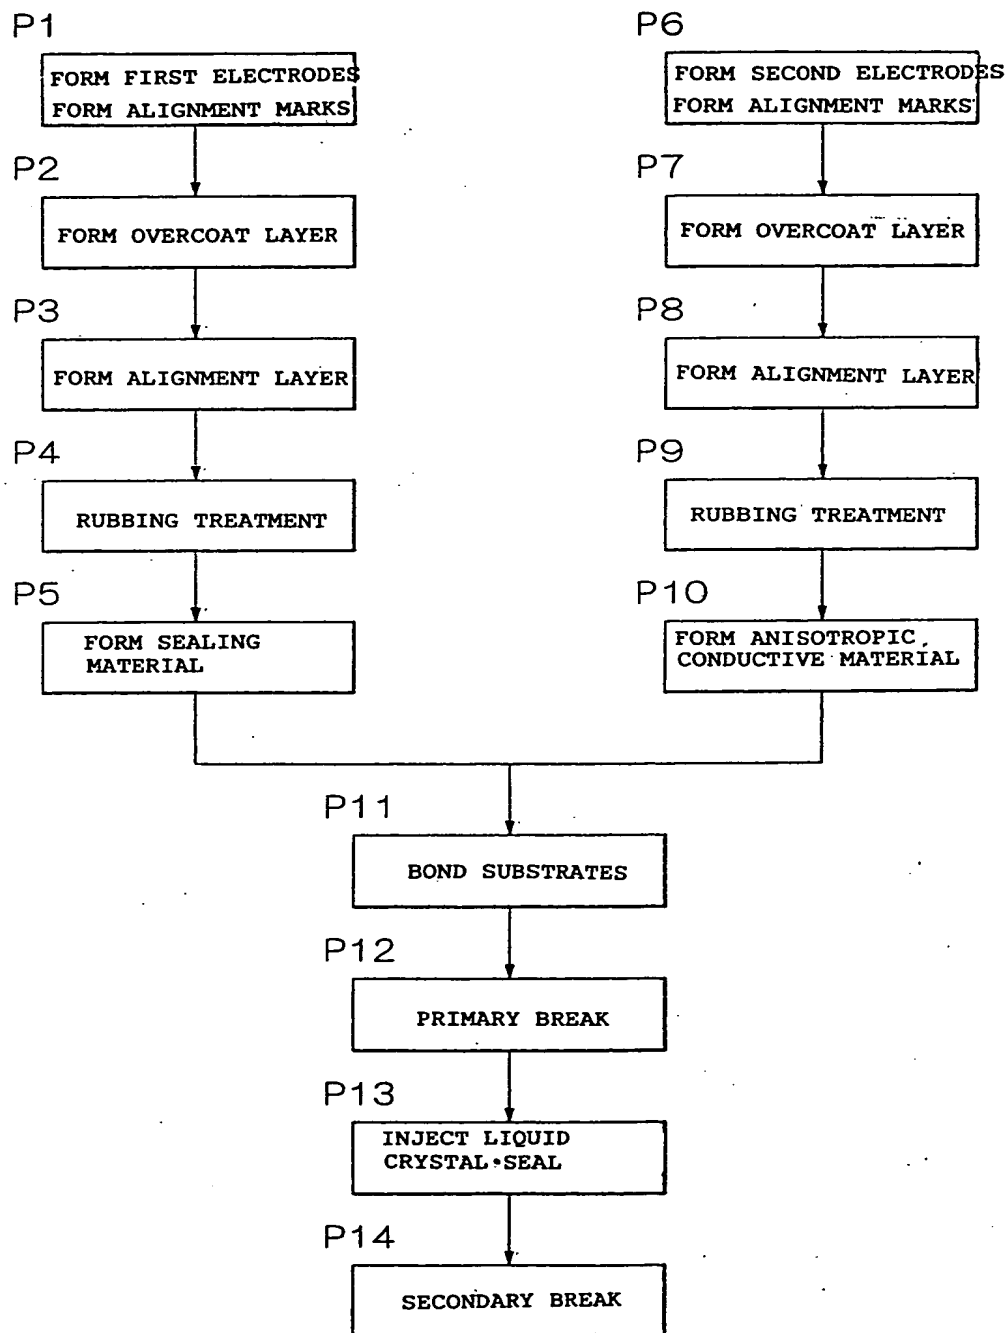 P1
FORM FIRST ELECTRODES
FORM ALIGNMENT MARKS
P2
FORM OVERCOAT LAYER
P3
FORM ALIGNMENT LAYER
P4
RUBBING TREATMENT
P5
FORM SEALING
MATERIAL
P6
FORM SECOND ELECTRODES
FORM ALIGNMENT MARKS
P7
FORM OVERCOAT LAYER
P8
FORM ALIGNMENT LAYER
P9
RUBBING TREATMENT
P10
FORM ANISOTROPIC
CONDUCTIVE MATERIAL
P11
BOND SUBSTRATES
P12
PRIMARY BREAK
P13
INJECT LIQUID
CRYSTAL·SEAL
P14
SECONDARY BREAK